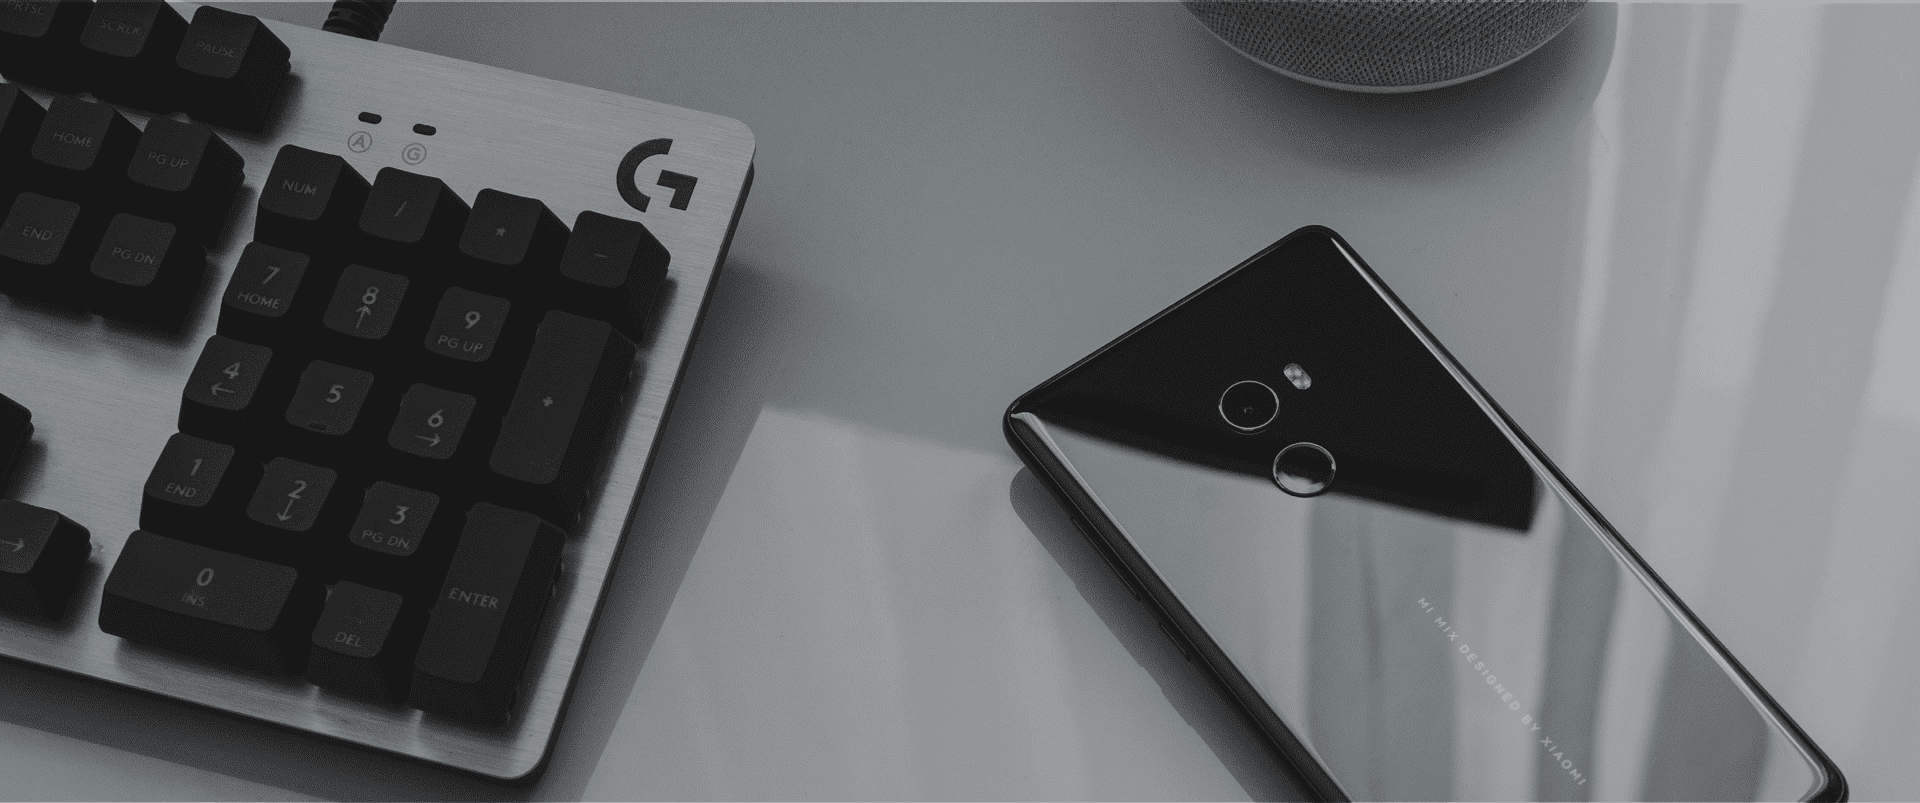 PRTSC
SCRLK
PAUSE
HOME
PG UP
END
PG DN
A
G
G
NUM
/
*
-
7
HOME
8
↑
9
PG UP
+
4
←
5
6
→
1
END
2
↓
3
PG DN
ENTER
→
0
INS
DEL
MI MIX DESIGNED BY XIAOMI